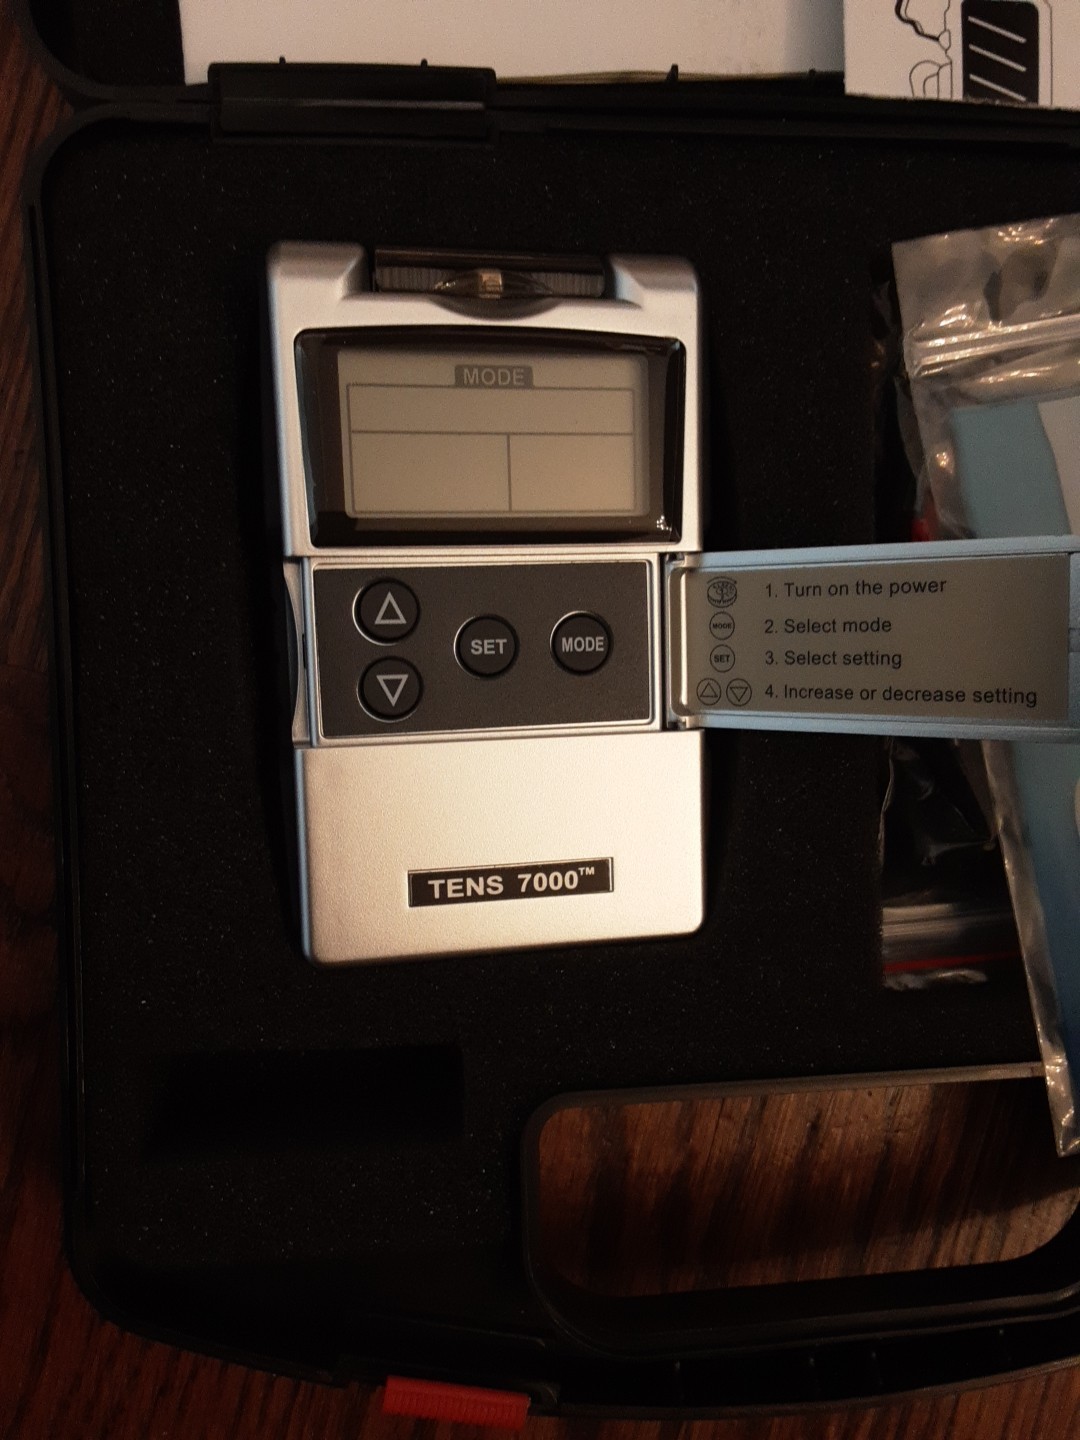 MODE
SET
MODE
1. Turn on the power
MODE 2. Select mode
SET 3. Select setting
4. Increase or decrease setting
TENS 7000™